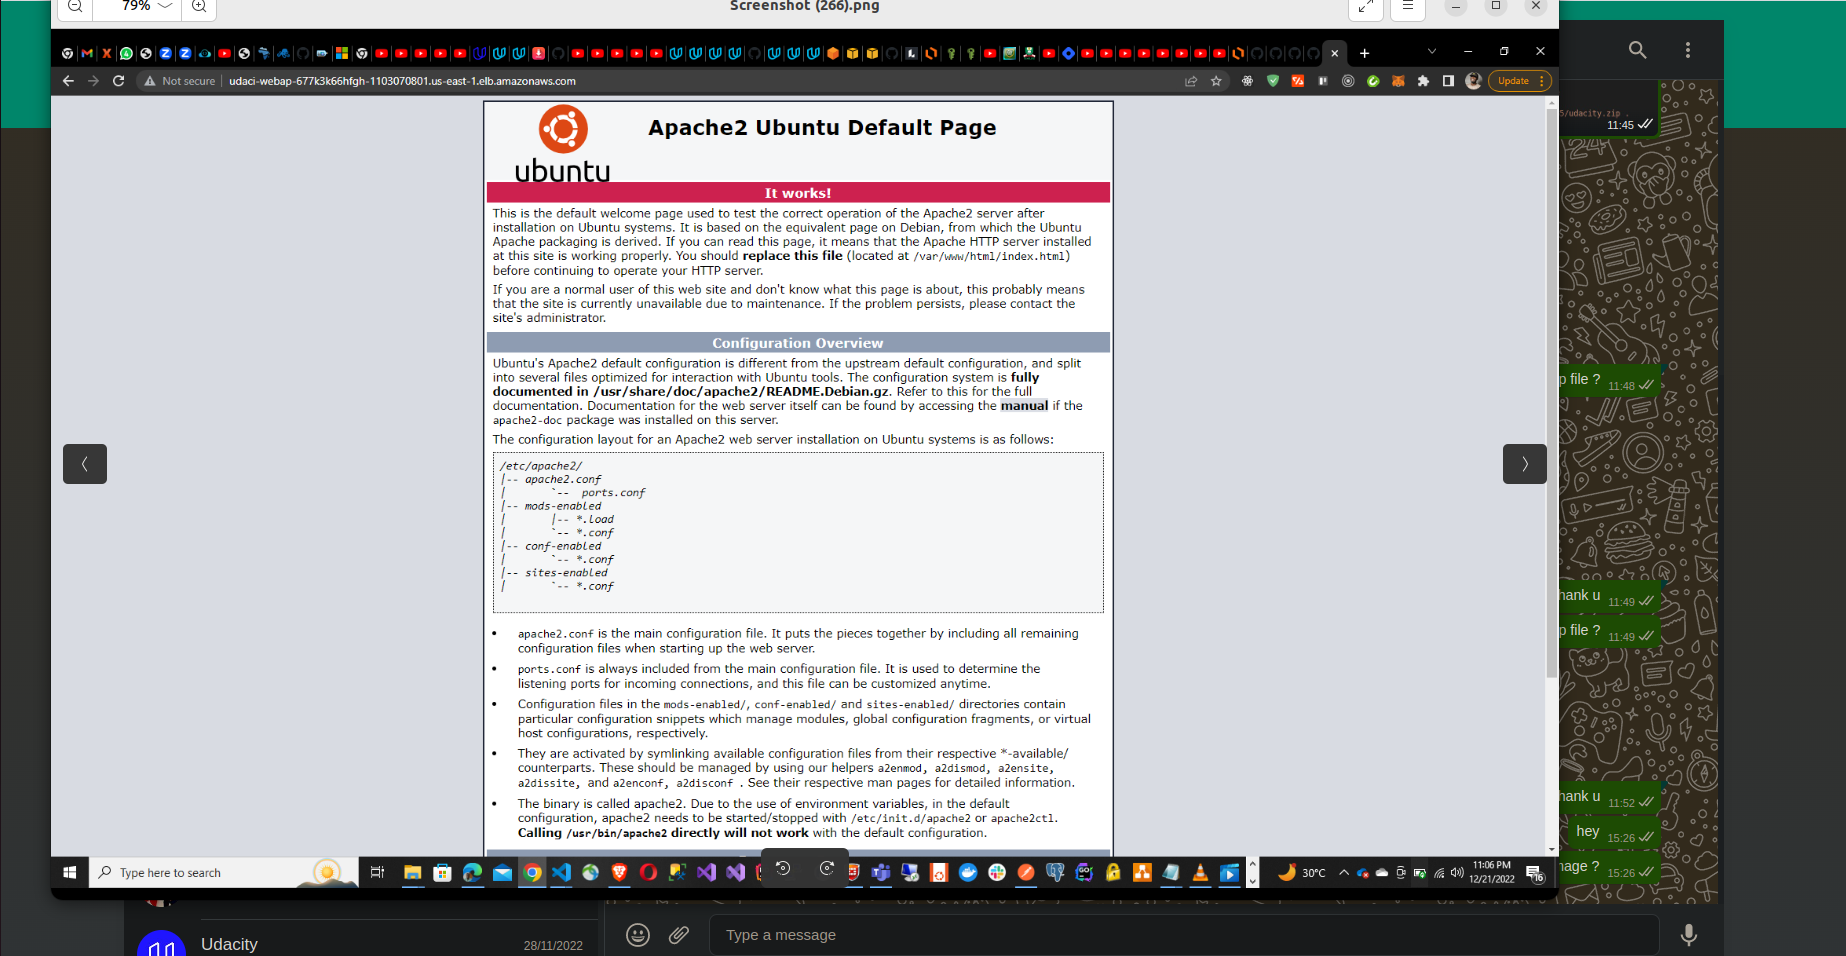 79%
Screenshot (266).png
Not secure
udaci-webap-677k3k66hfgh-1103070801.us-east-1.elb.amazonaws.com
Update
ubuntu
Apache2 Ubuntu Default Page
It works!
This is the default welcome page used to test the correct operation of the Apache2 server after
installation on Ubuntu systems. It is based on the equivalent page on Debian, from which the Ubuntu
Apache packaging is derived. If you can read this page, it means that the Apache HTTP server installed
at this site is working properly. You should replace this file (located at /var/www/html/index.html)
before continuing to operate your HTTP server.
If you are a normal user of this web site and don't know what this page is about, this probably means
that the site is currently unavailable due to maintenance. If the problem persists, please contact the
site's administrator.
Configuration Overview
Ubuntu's Apache2 default configuration is different from the upstream default configuration, and split
into several files optimized for interaction with Ubuntu tools. The configuration system is fully
documented in /usr/share/doc/apache2/README.Debian.gz. Refer to this for the full
documentation. Documentation for the web server itself can be found by accessing the manual if the
apache2-doc package was installed on this server.
The configuration layout for an Apache2 web server installation on Ubuntu systems is as follows:
/etc/apache2/
|-- apache2.conf
|       `--  ports.conf
|-- mods-enabled
|       |-- *.load
|       `-- *.conf
|-- conf-enabled
|       `-- *.conf
|-- sites-enabled
|       `-- *.conf
• apache2.conf is the main configuration file. It puts the pieces together by including all remaining
configuration files when starting up the web server.
• ports.conf is always included from the main configuration file. It is used to determine the
listening ports for incoming connections, and this file can be customized anytime.
• Configuration files in the mods-enabled/, conf-enabled/ and sites-enabled/ directories contain
particular configuration snippets which manage modules, global configuration fragments, or virtual
host configurations, respectively.
• They are activated by symlinking available configuration files from their respective *-available/
counterparts. These should be managed by using our helpers a2enmod, a2dismod, a2ensite,
a2dissite, and a2enconf, a2disconf . See their respective man pages for detailed information.
• The binary is called apache2. Due to the use of environment variables, in the default
configuration, apache2 needs to be started/stopped with /etc/init.d/apache2 or apache2ctl.
Calling /usr/bin/apache2 directly will not work with the default configuration.
Type here to search
30°C
11:06 PM
12/21/2022
16
5/udacity.zip .
11:45
p file ? 11:48
hank u 11:49
p file ? 11:49
hank u 11:52
hey 15:26
nage ? 15:26
Udacity
28/11/2022
Type a message